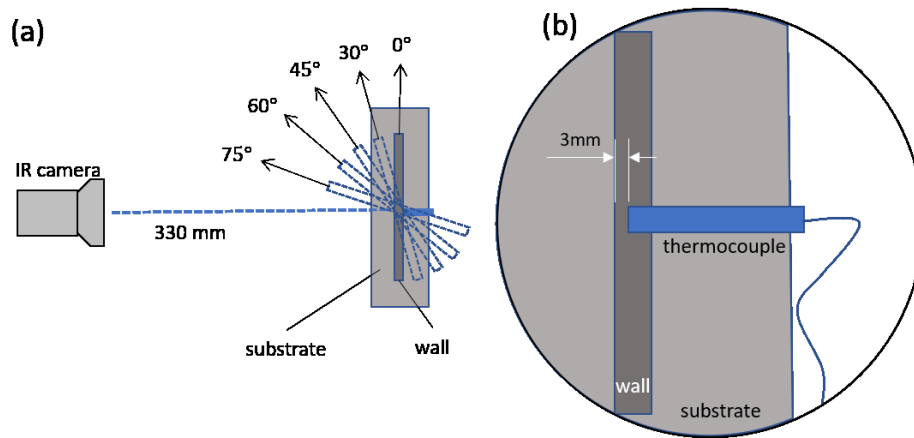 (a)
0°
30°
45°
60°
75°
IR camera
330 mm
substrate
wall
(b)
3mm
thermocouple
wall
substrate